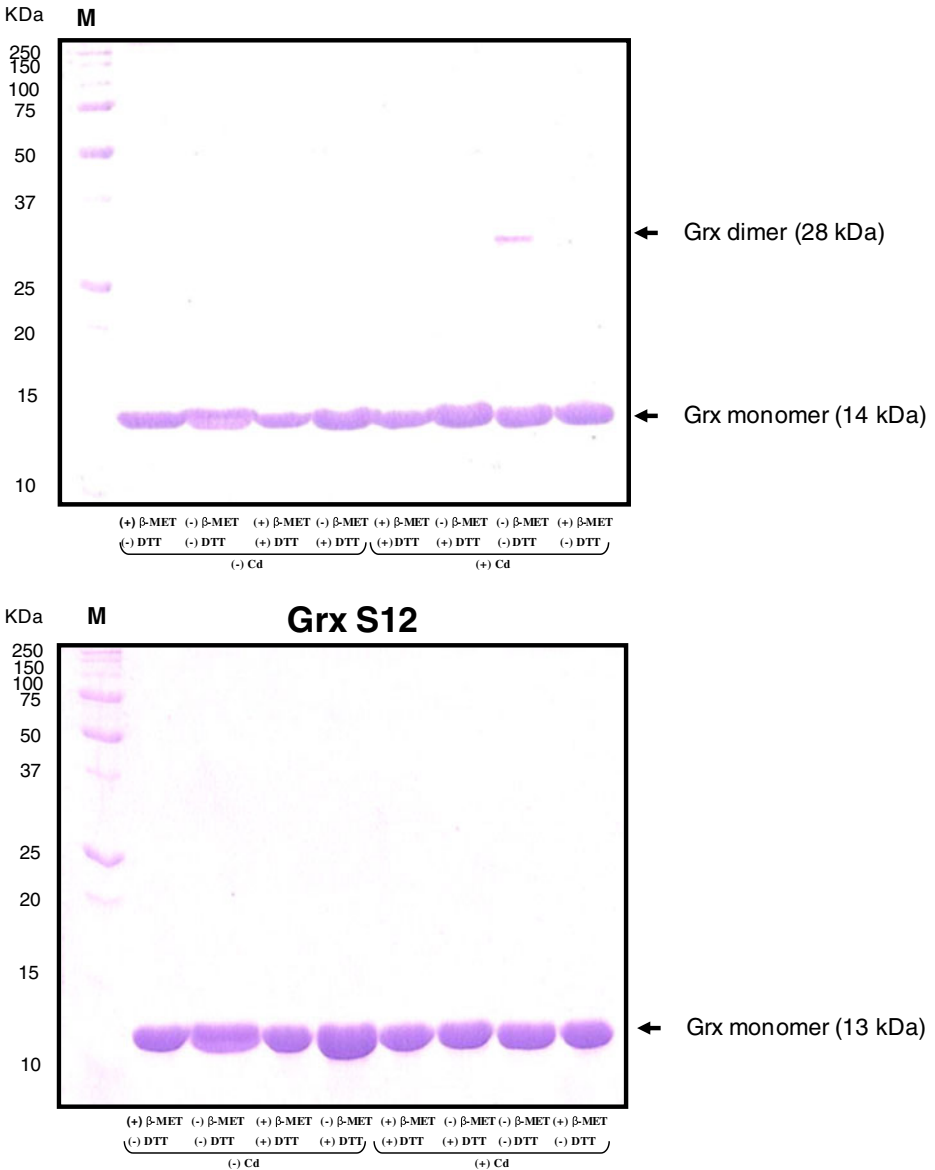 KDa M
250
150
100
75
50
37
Grx dimer (28 kDa)
25
20
15
Grx monomer (14 kDa)
10
(+) β-MET (-) β-MET (+) β-MET (-) β-MET (+) β-MET (-) β-MET (-) β-MET (+) β-MET
(-) DTT (-) DTT (+) DTT (+) DTT (+) DTT (+) DTT (-) DTT (-) DTT
(-) Cd (+) Cd
KDa M Grx S12
250
150
100
75
50
37
25
20
15
Grx monomer (13 kDa)
10
(+) β-MET (-) β-MET (+) β-MET (-) β-MET (+) β-MET (-) β-MET (-) β-MET (+) β-MET
(-) DTT (-) DTT (+) DTT (+) DTT (+) DTT (+) DTT (-) DTT (-) DTT
(-) Cd (+) Cd